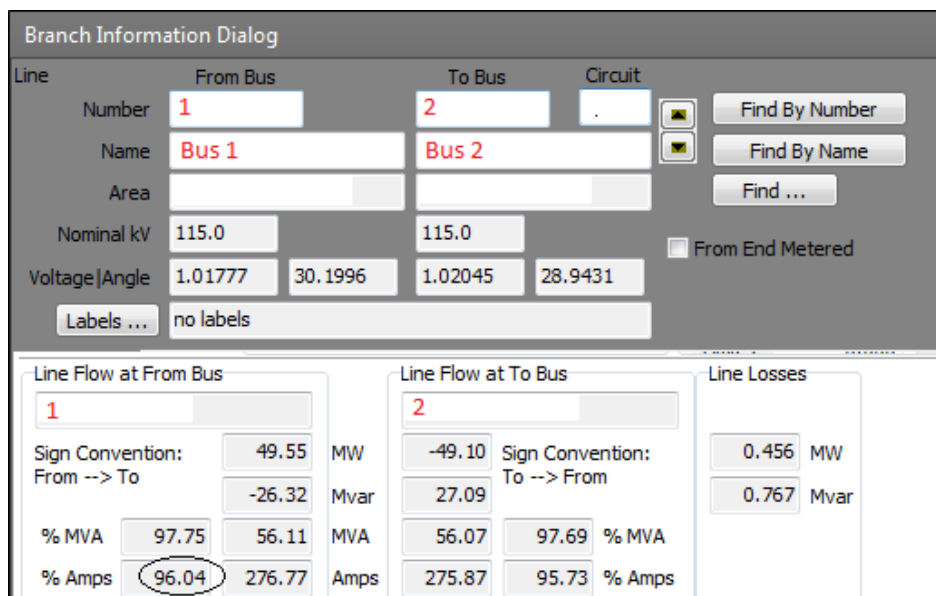 Branch Information Dialog
Line From Bus To Bus Circuit
Number 1 2 . Find By Number
Name Bus 1 Bus 2 Find By Name
Area Find ...
Nominal kV 115.0 115.0
From End Metered
Voltage|Angle 1.01777 30.1996 1.02045 28.9431
Labels ... no labels
Line Flow at From Bus Line Flow at To Bus Line Losses
1 2
Sign Convention: 49.55 MW -49.10 Sign Convention: 0.456 MW
From --> To To --> From
-26.32 Mvar 27.09 0.767 Mvar
% MVA 97.75 56.11 MVA 56.07 97.69 % MVA
% Amps 96.04 276.77 Amps 275.87 95.73 % Amps